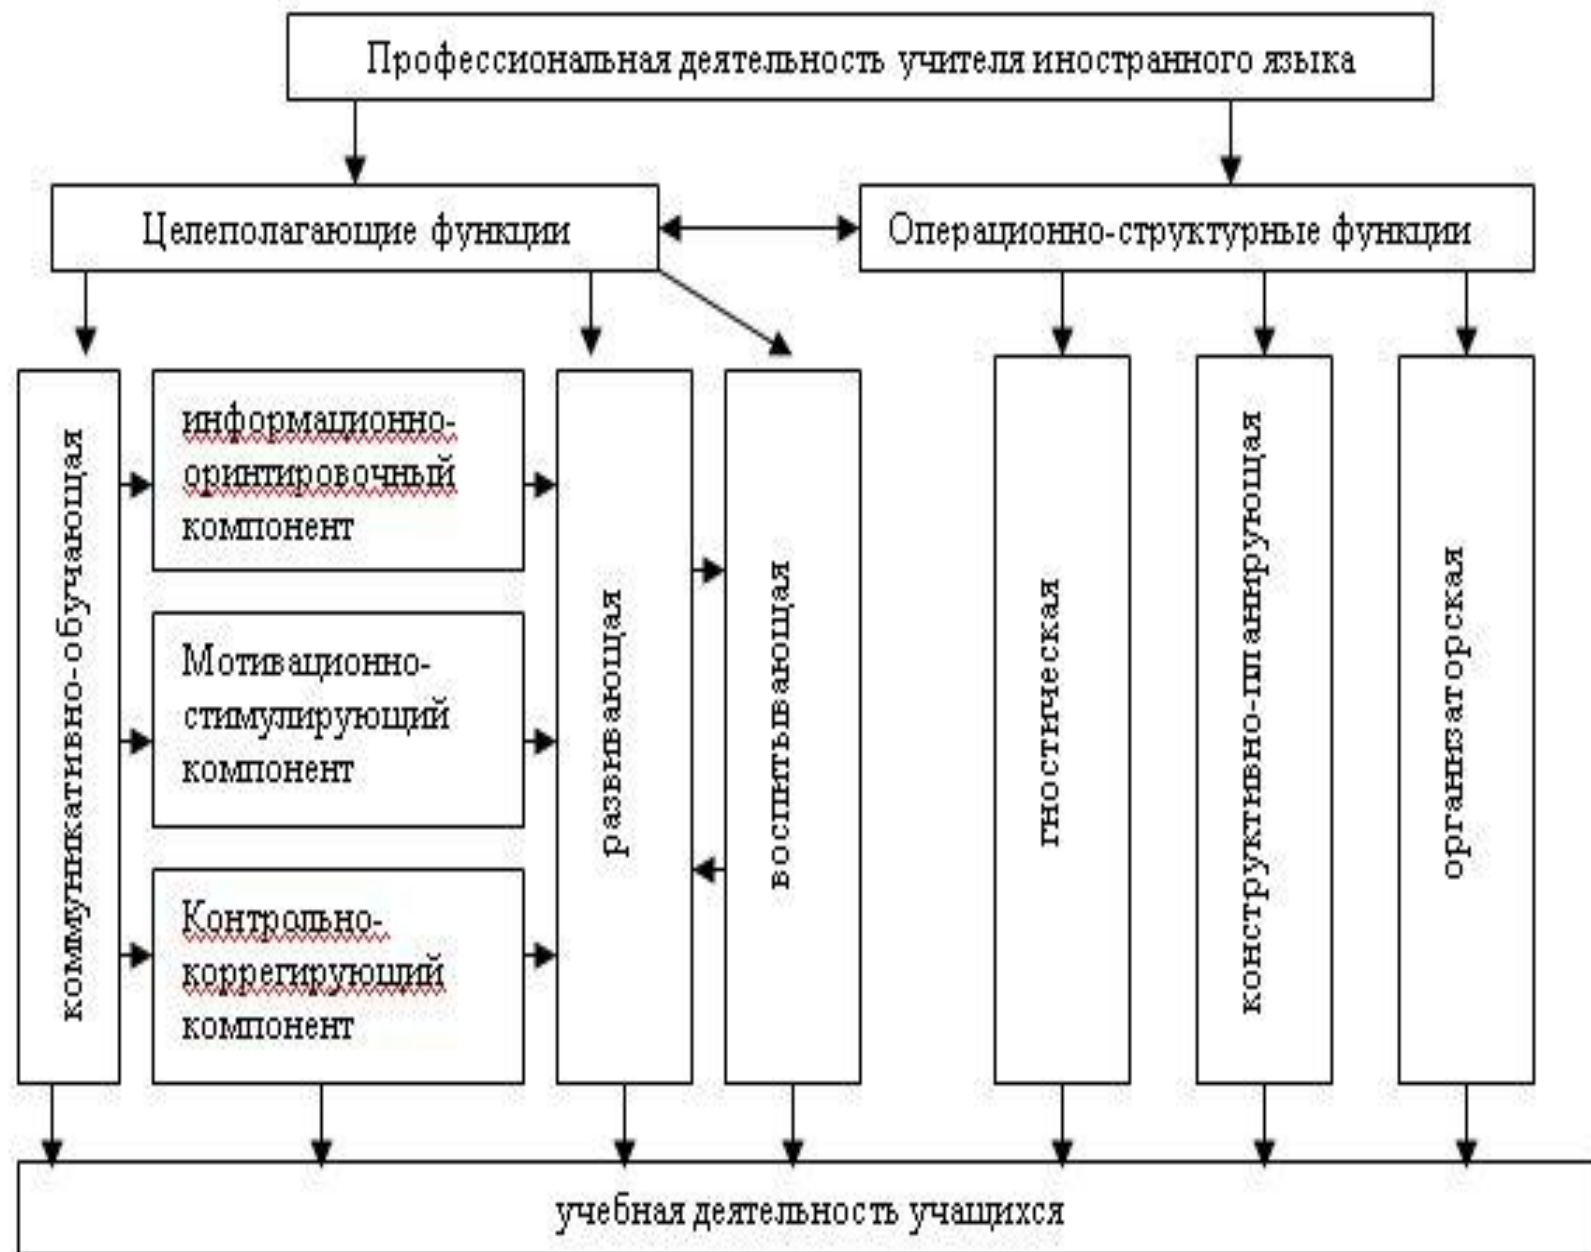 Профессиональная деятельность учителя иностранного языка
Целеполагающие функции
Операционно-структурные функции
коммуникативно-обучающая
информационно-
оринтировочный
компонент
Мотивационно-
стимулирующий
компонент
Контрольно-
коррегирующий
компонент
развивающая
воспитывающая
гностическая
конструктивно-планирующая
организаторская
учебная деятельность учащихся